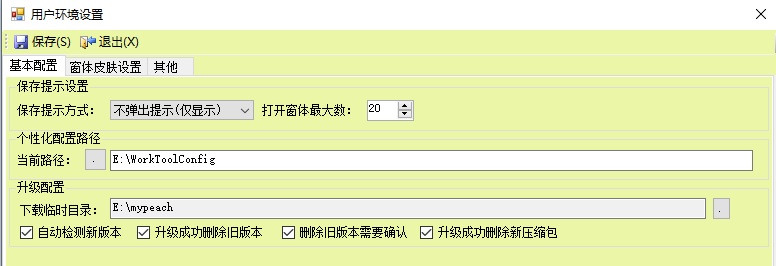 用户环境设置
保存(S) 退出(X)
基本配置 窗体皮肤设置 其他
保存提示设置
保存提示方式: 不弹出提示(仅显示) 打开窗体最大数: 20
个性化配置路径
当前路径: . E:\WorkToolConfig
升级配置
下载临时目录: E:\mypeach .
自动检测新版本 升级成功删除旧版本 删除旧版本需要确认 升级成功删除新压缩包